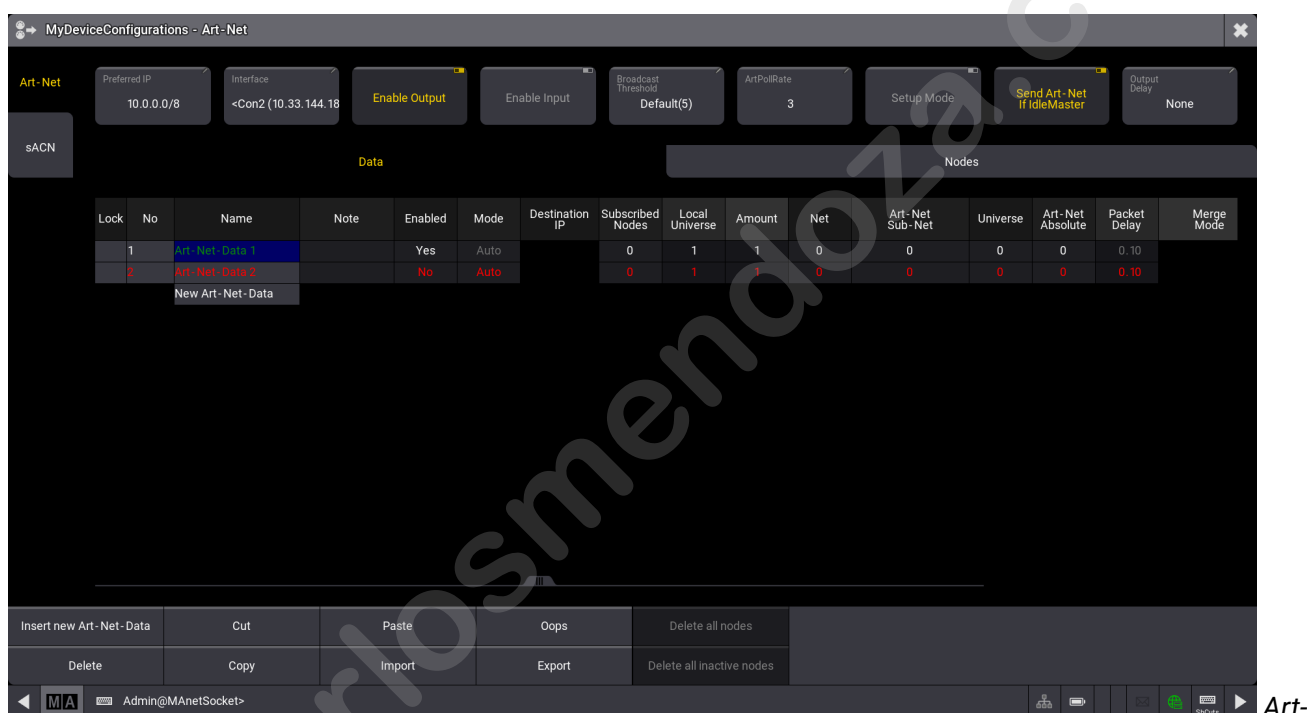 MyDeviceConfigurations - Art-Net
Art-Net
sACN
Preferred IP
10.0.0.0/8
Interface
<Con2 (10.33.144.18
Enable Output
Enable Input
Broadcast
Threshold
Default(5)
ArtPollRate
3
Setup Mode
Send Art-Net
If IdleMaster
Output
Delay
None
Data
Nodes
Lock No Name Note Enabled Mode Destination IP Subscribed Nodes Local Universe Amount Net Art-Net Sub-Net Universe Art-Net Absolute Packet Delay Merge Mode
1 Art-Net-Data 1 Yes Auto 0 1 1 0 0 0 0 0.10
2 Art-Net-Data 2 No Auto 0 1 1 0 0 0 0 0.10
New Art-Net-Data
Insert new Art-Net-Data Cut Paste Oops Delete all nodes
Delete Copy Import Export Delete all inactive nodes
MA Admin@MAnetSocket> ShCuts
Art-
rlosmendoza.c